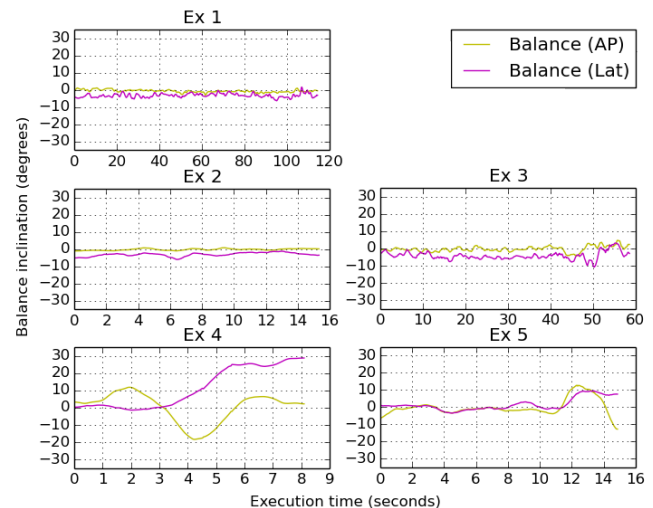 Ex 1
Balance (AP)
Balance (Lat)
30
20
10
0
−10
−20
−30
0 20 40 60 80 100 120
Ex 2
30
20
10
0
−10
−20
−30
0 2 4 6 8 10 12 14 16
Ex 3
30
20
10
0
−10
−20
−30
0 10 20 30 40 50 60
Balance inclination (degrees)
Ex 4
30
20
10
0
−10
−20
−30
0 1 2 3 4 5 6 7 8 9
Ex 5
30
20
10
0
−10
−20
−30
0 2 4 6 8 10 12 14 16
Execution time (seconds)